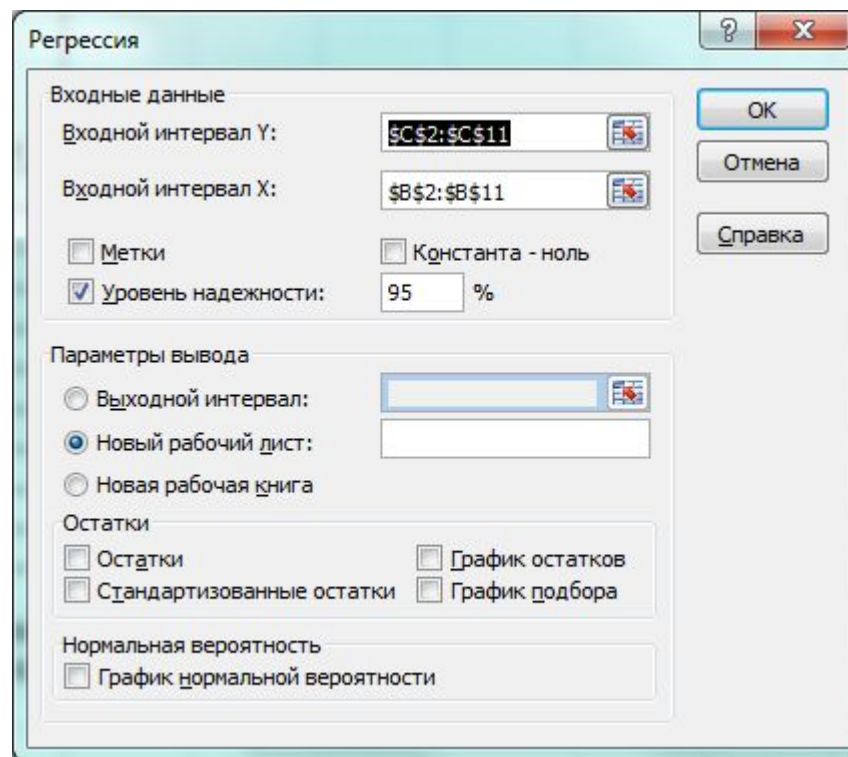 Регрессия
?
X
Входные данные
Входной интервал Y: $C$2:$C$11
Входной интервал X: $B$2:$B$11
Метки Константа - ноль
Уровень надежности: 95 %
OK
Отмена
Справка
Параметры вывода
Выходной интервал:
Новый рабочий лист:
Новая рабочая книга
Остатки
Остатки График остатков
Стандартизованные остатки График подбора
Нормальная вероятность
График нормальной вероятности